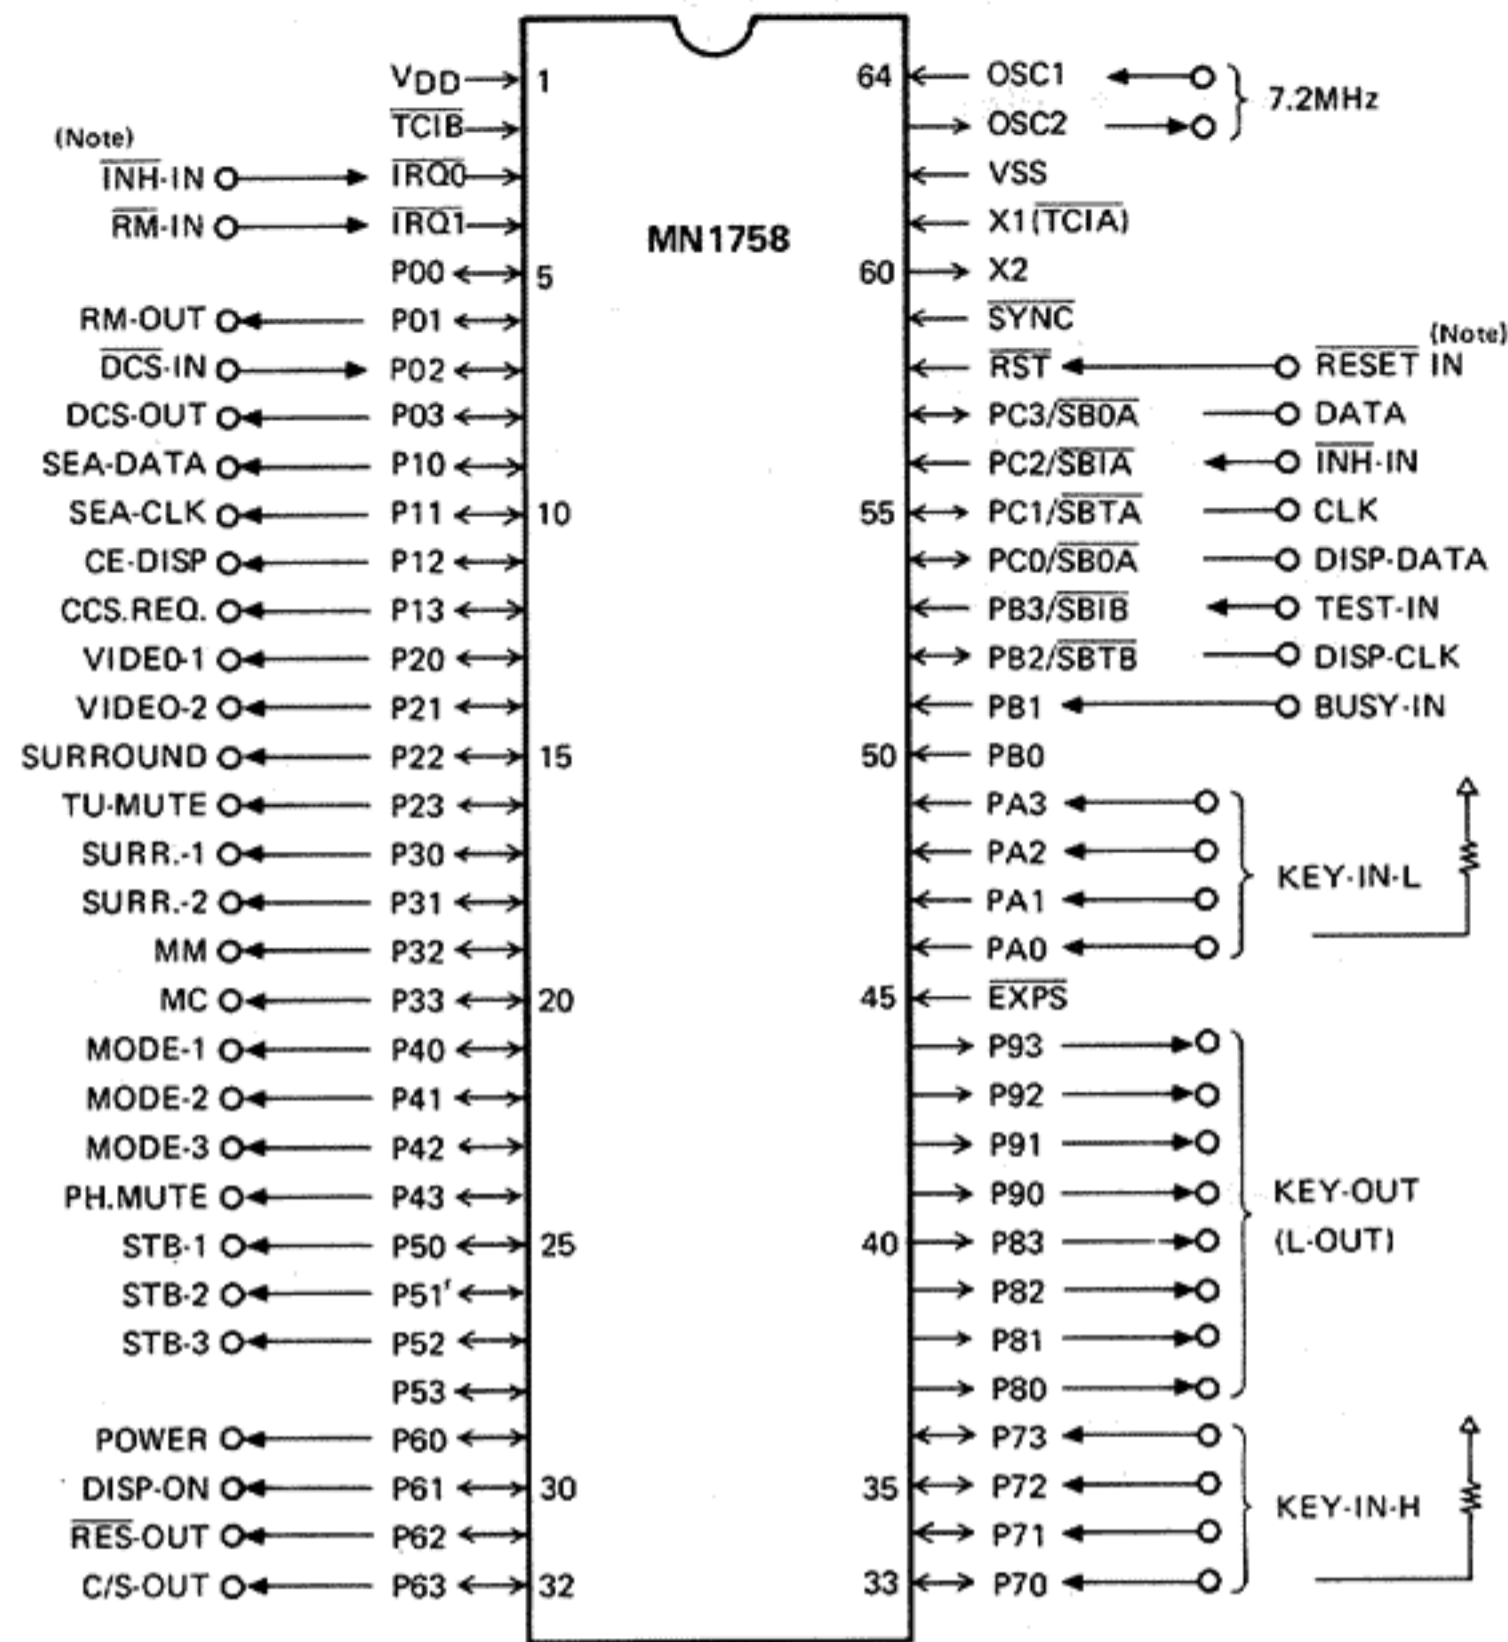 MN1758
VDD 1
TCIB
(Note)
INH-IN IRQ0
RM-IN IRQ1
P00 5
RM-OUT P01
DCS-IN P02
DCS-OUT P03
SEA-DATA P10
SEA-CLK P11 10
CE-DISP P12
CCS.REQ. P13
VIDEO-1 P20
VIDEO-2 P21
SURROUND P22 15
TU-MUTE P23
SURR.-1 P30
SURR.-2 P31
MM P32
MC P33 20
MODE-1 P40
MODE-2 P41
MODE-3 P42
PH.MUTE P43
STB-1 P50 25
STB-2 P51
STB-3 P52
P53
POWER P60
DISP-ON P61 30
RES-OUT P62
C/S-OUT P63 32
64 OSC1
7.2MHz
OSC2
VSS
X1(TCIA)
60 X2
SYNC
(Note)
RST RESET IN
PC3/SB0A DATA
PC2/SBIA INH-IN
55 PC1/SBTA CLK
PC0/SB0A DISP-DATA
PB3/SBIB TEST-IN
PB2/SBTB DISP-CLK
PB1 BUSY-IN
50 PB0
PA3
PA2
KEY-IN-L
PA1
PA0
45 EXPS
P93
P92
P91
P90
KEY-OUT
(L-OUT)
40 P83
P82
P81
P80
P73
35 P72
KEY-IN-H
P71
33 P70